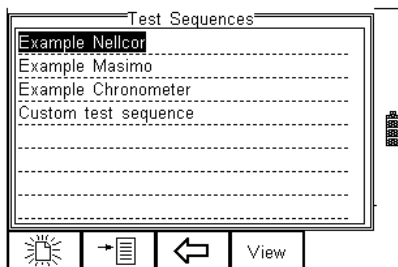 Test Sequences
Example Nellcor
Example Masimo
Example Chronometer
Custom test sequence
View